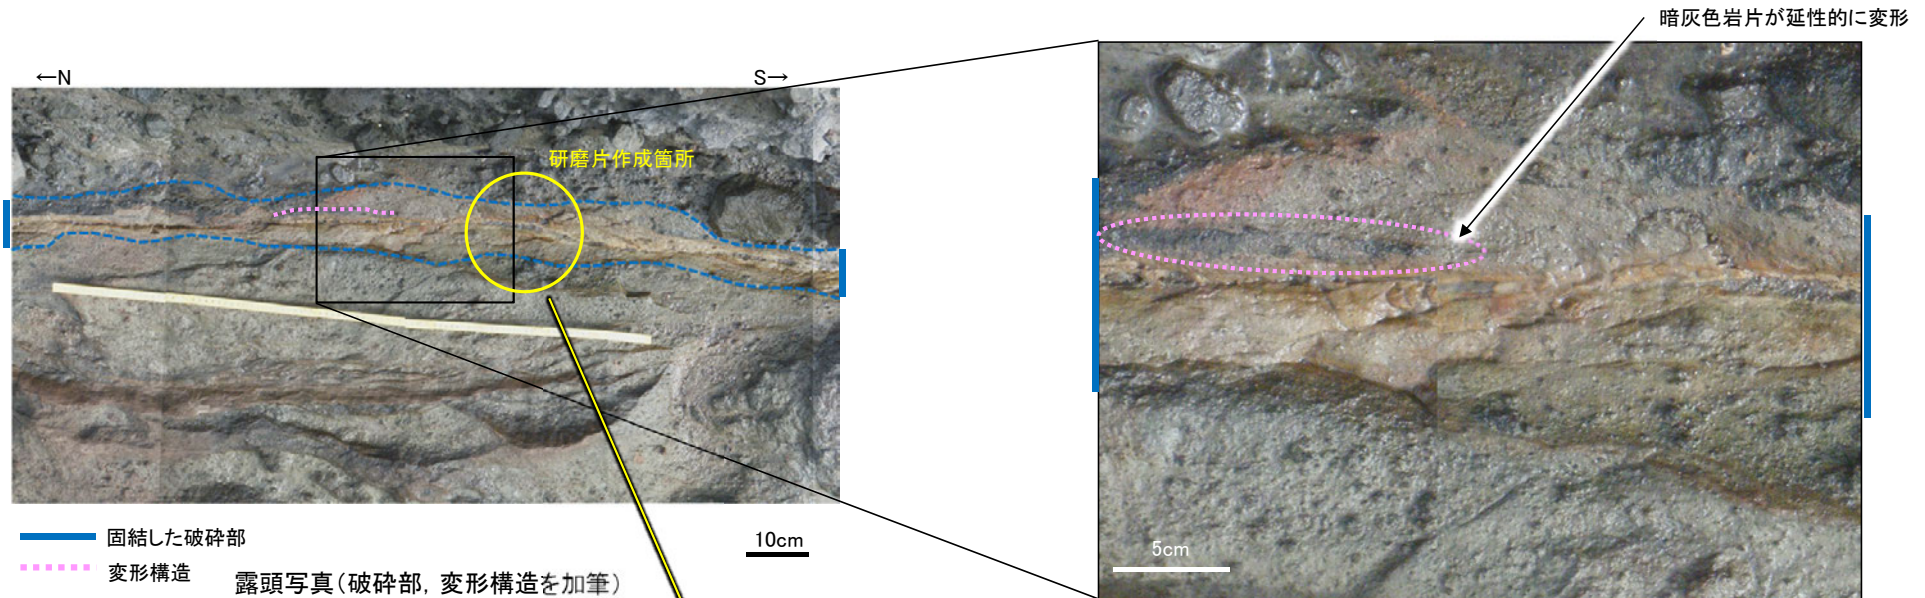 暗灰色岩片が延性的に変形
←N
S→
研磨片作成箇所
固結した破砕部
10cm
変形構造
露頭写真(破砕部，変形構造を加筆)
5cm